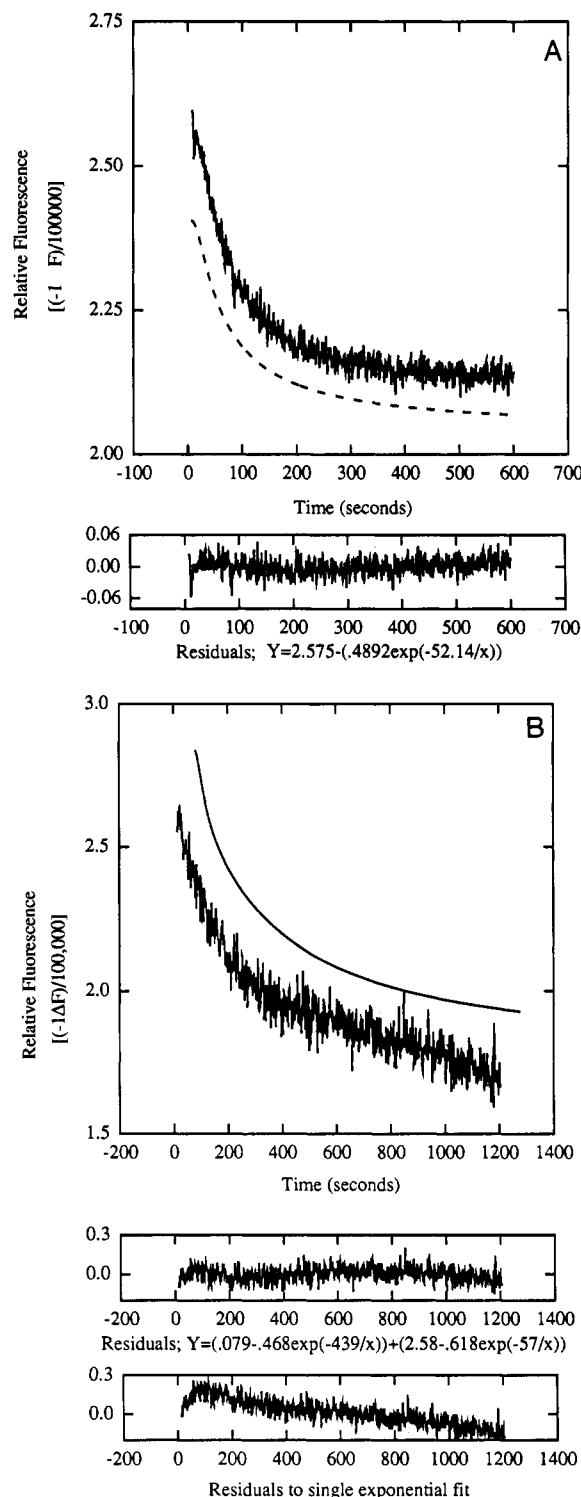 2.75
A
2.50
Relative Fluorescence
[(-1 F)/100000]
2.25
2.00
-100 0 100 200 300 400 500 600 700
Time (seconds)
0.06
0.00
-0.06
-100 0 100 200 300 400 500 600 700
Residuals; Y=2.575-(.4892exp(-52.14/x))
3.0
B
2.5
Relative Fluorescence
[(-1ΔF)/100,000]
2.0
1.5
-200 0 200 400 600 800 1000 1200 1400
Time (seconds)
0.3
0.0
-200 0 200 400 600 800 1000 1200 1400
Residuals; Y=(.079-.468exp(-439/x))+(2.58-.618exp(-57/x))
0.3
0.0
-200 0 200 400 600 800 1000 1200 1400
Residuals to single exponential fit